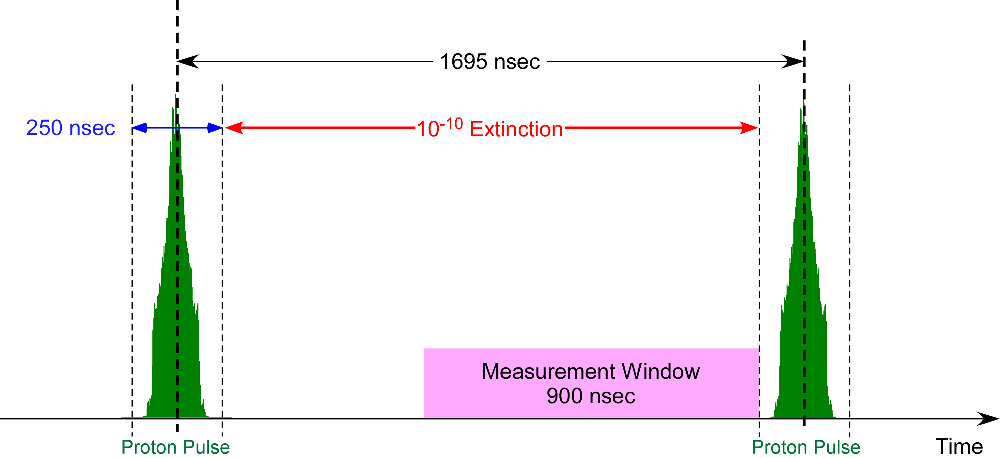 1695 nsec
250 nsec
10⁻¹⁰ Extinction
Measurement Window
900 nsec
Proton Pulse
Proton Pulse
Time